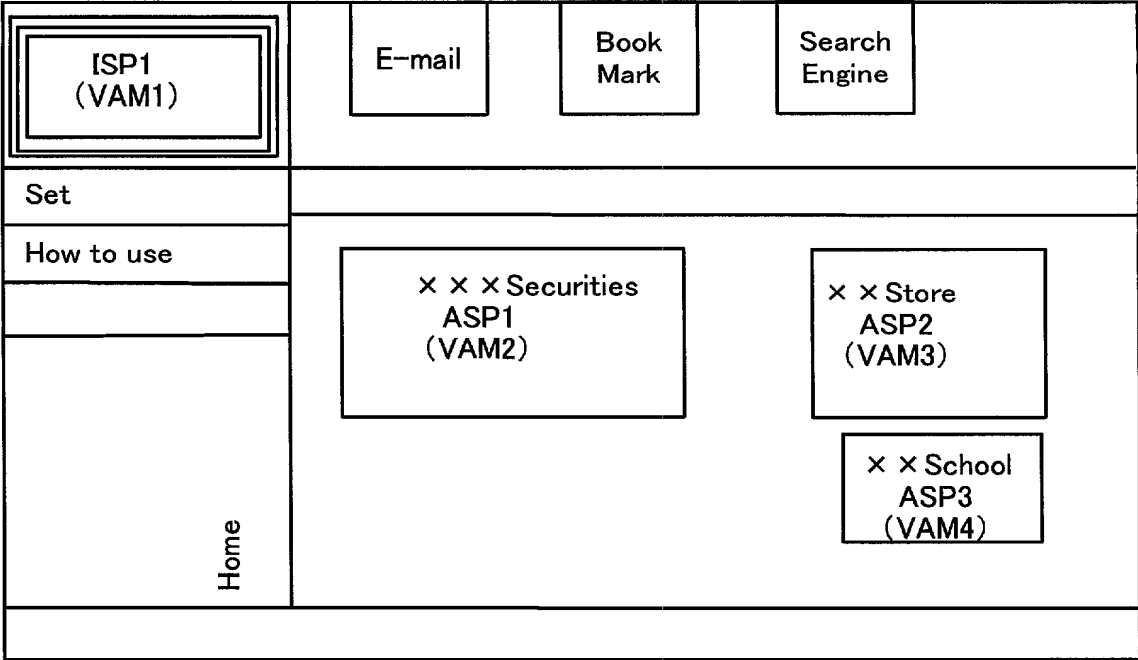 ISP1
(VAM1)
E-mail
Book
Mark
Search
Engine
Set
How to use
Home
× × × Securities
ASP1
(VAM2)
× × Store
ASP2
(VAM3)
× × School
ASP3
(VAM4)